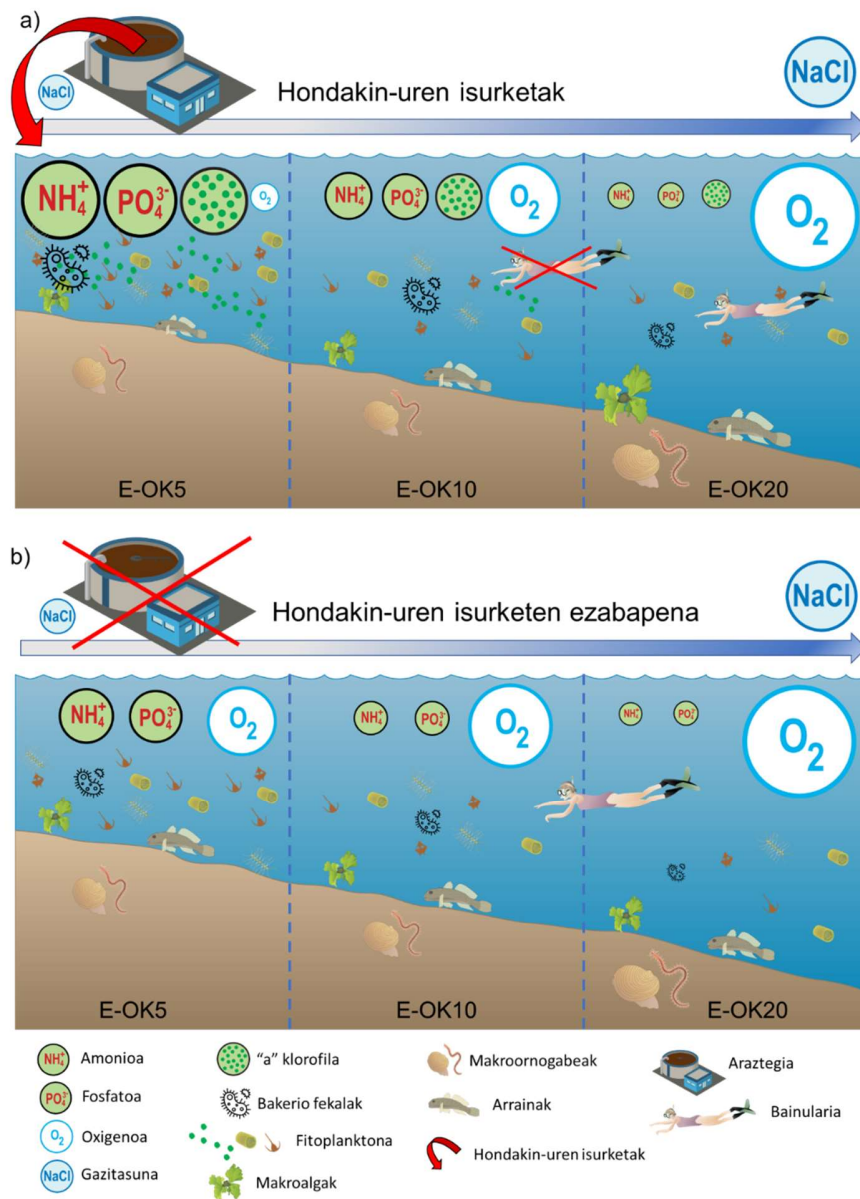 a)
NaCl
Hondakin-uren isurketak
NaCl
NH₄⁺ PO₄³⁻ O₂
NH₄⁺ PO₄³⁻ O₂
NH₄⁺ PO₄³⁻ O₂
E-OK5
E-OK10
E-OK20
b)
NaCl
Hondakin-uren isurketen ezabapena
NaCl
NH₄⁺ PO₄³⁻ O₂
NH₄⁺ PO₄³⁻ O₂
NH₄⁺ PO₄³⁻ O₂
E-OK5
E-OK10
E-OK20
NH₄⁺ Amonioa
PO₄³⁻ Fosfatoa
O₂ Oxigenoa
NaCl Gazitasuna
“a” klorofila
Bakerio fekalak
Fitoplanktona
Makroalgak
Makroornogabeak
Arrainak
Hondakin-uren isurketak
Araztegia
Bainularia